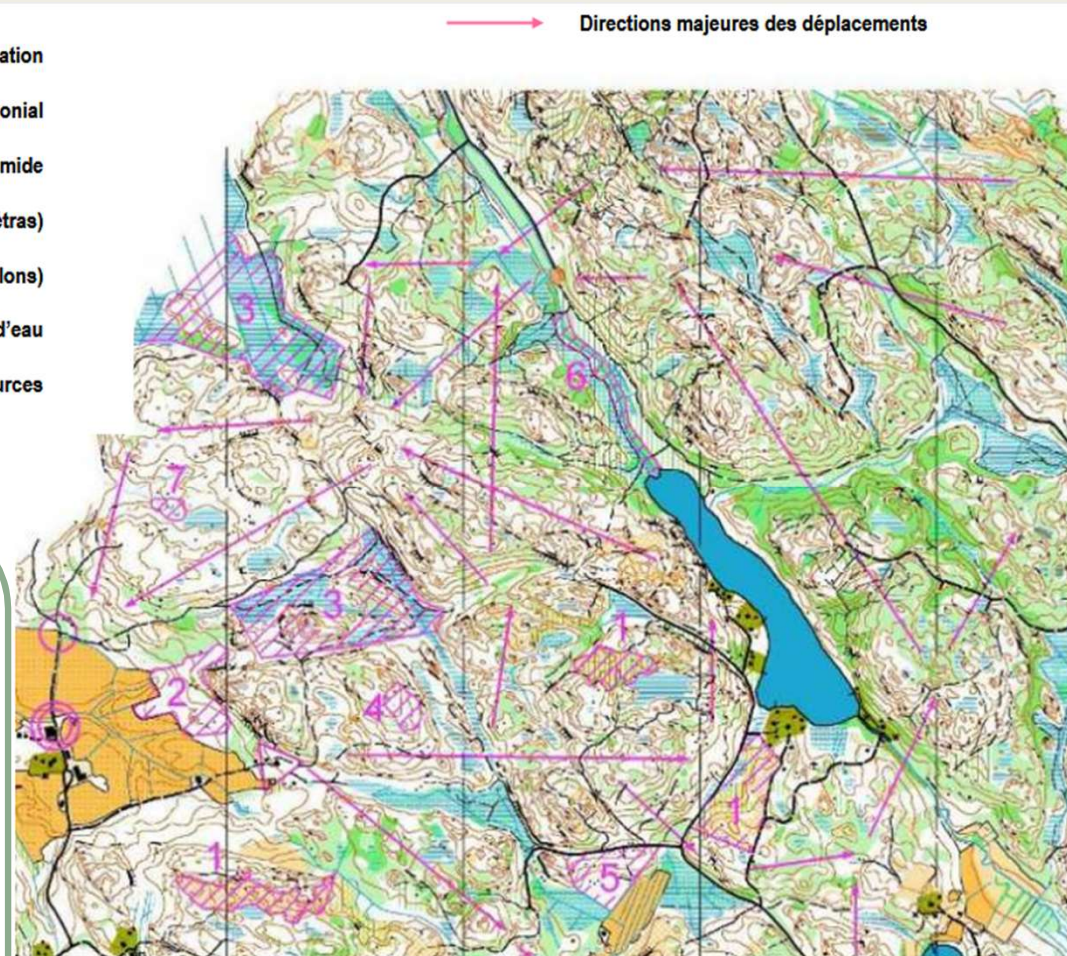 Directions majeures des déplacements
ation
onial
mide
etras)
lons)
d'eau
urces
3
6
7
3
1
2
4
1
1
5